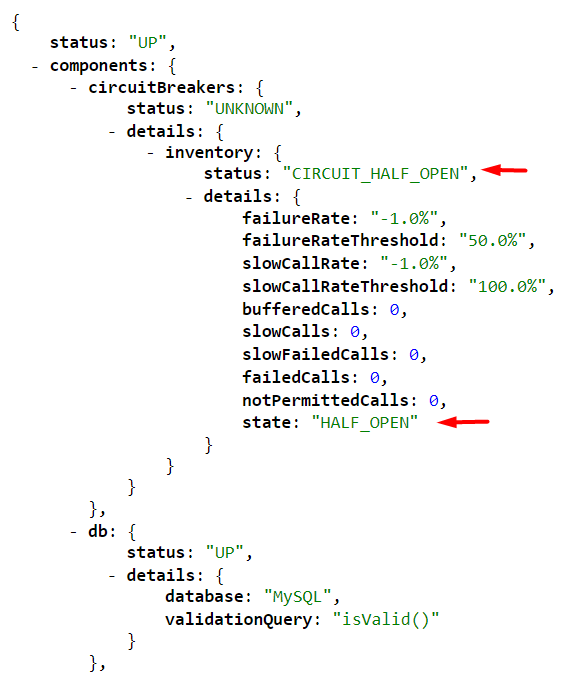 {
status: "UP",
- components: {
- circuitBreakers: {
status: "UNKNOWN",
- details: {
- inventory: {
status: "CIRCUIT_HALF_OPEN",
- details: {
failureRate: "-1.0%",
failureRateThreshold: "50.0%",
slowCallRate: "-1.0%",
slowCallRateThreshold: "100.0%",
bufferedCalls: 0,
slowCalls: 0,
slowFailedCalls: 0,
failedCalls: 0,
notPermittedCalls: 0,
state: "HALF_OPEN"
}
}
}
},
- db: {
status: "UP",
- details: {
database: "MySQL",
validationQuery: "isValid()"
}
},